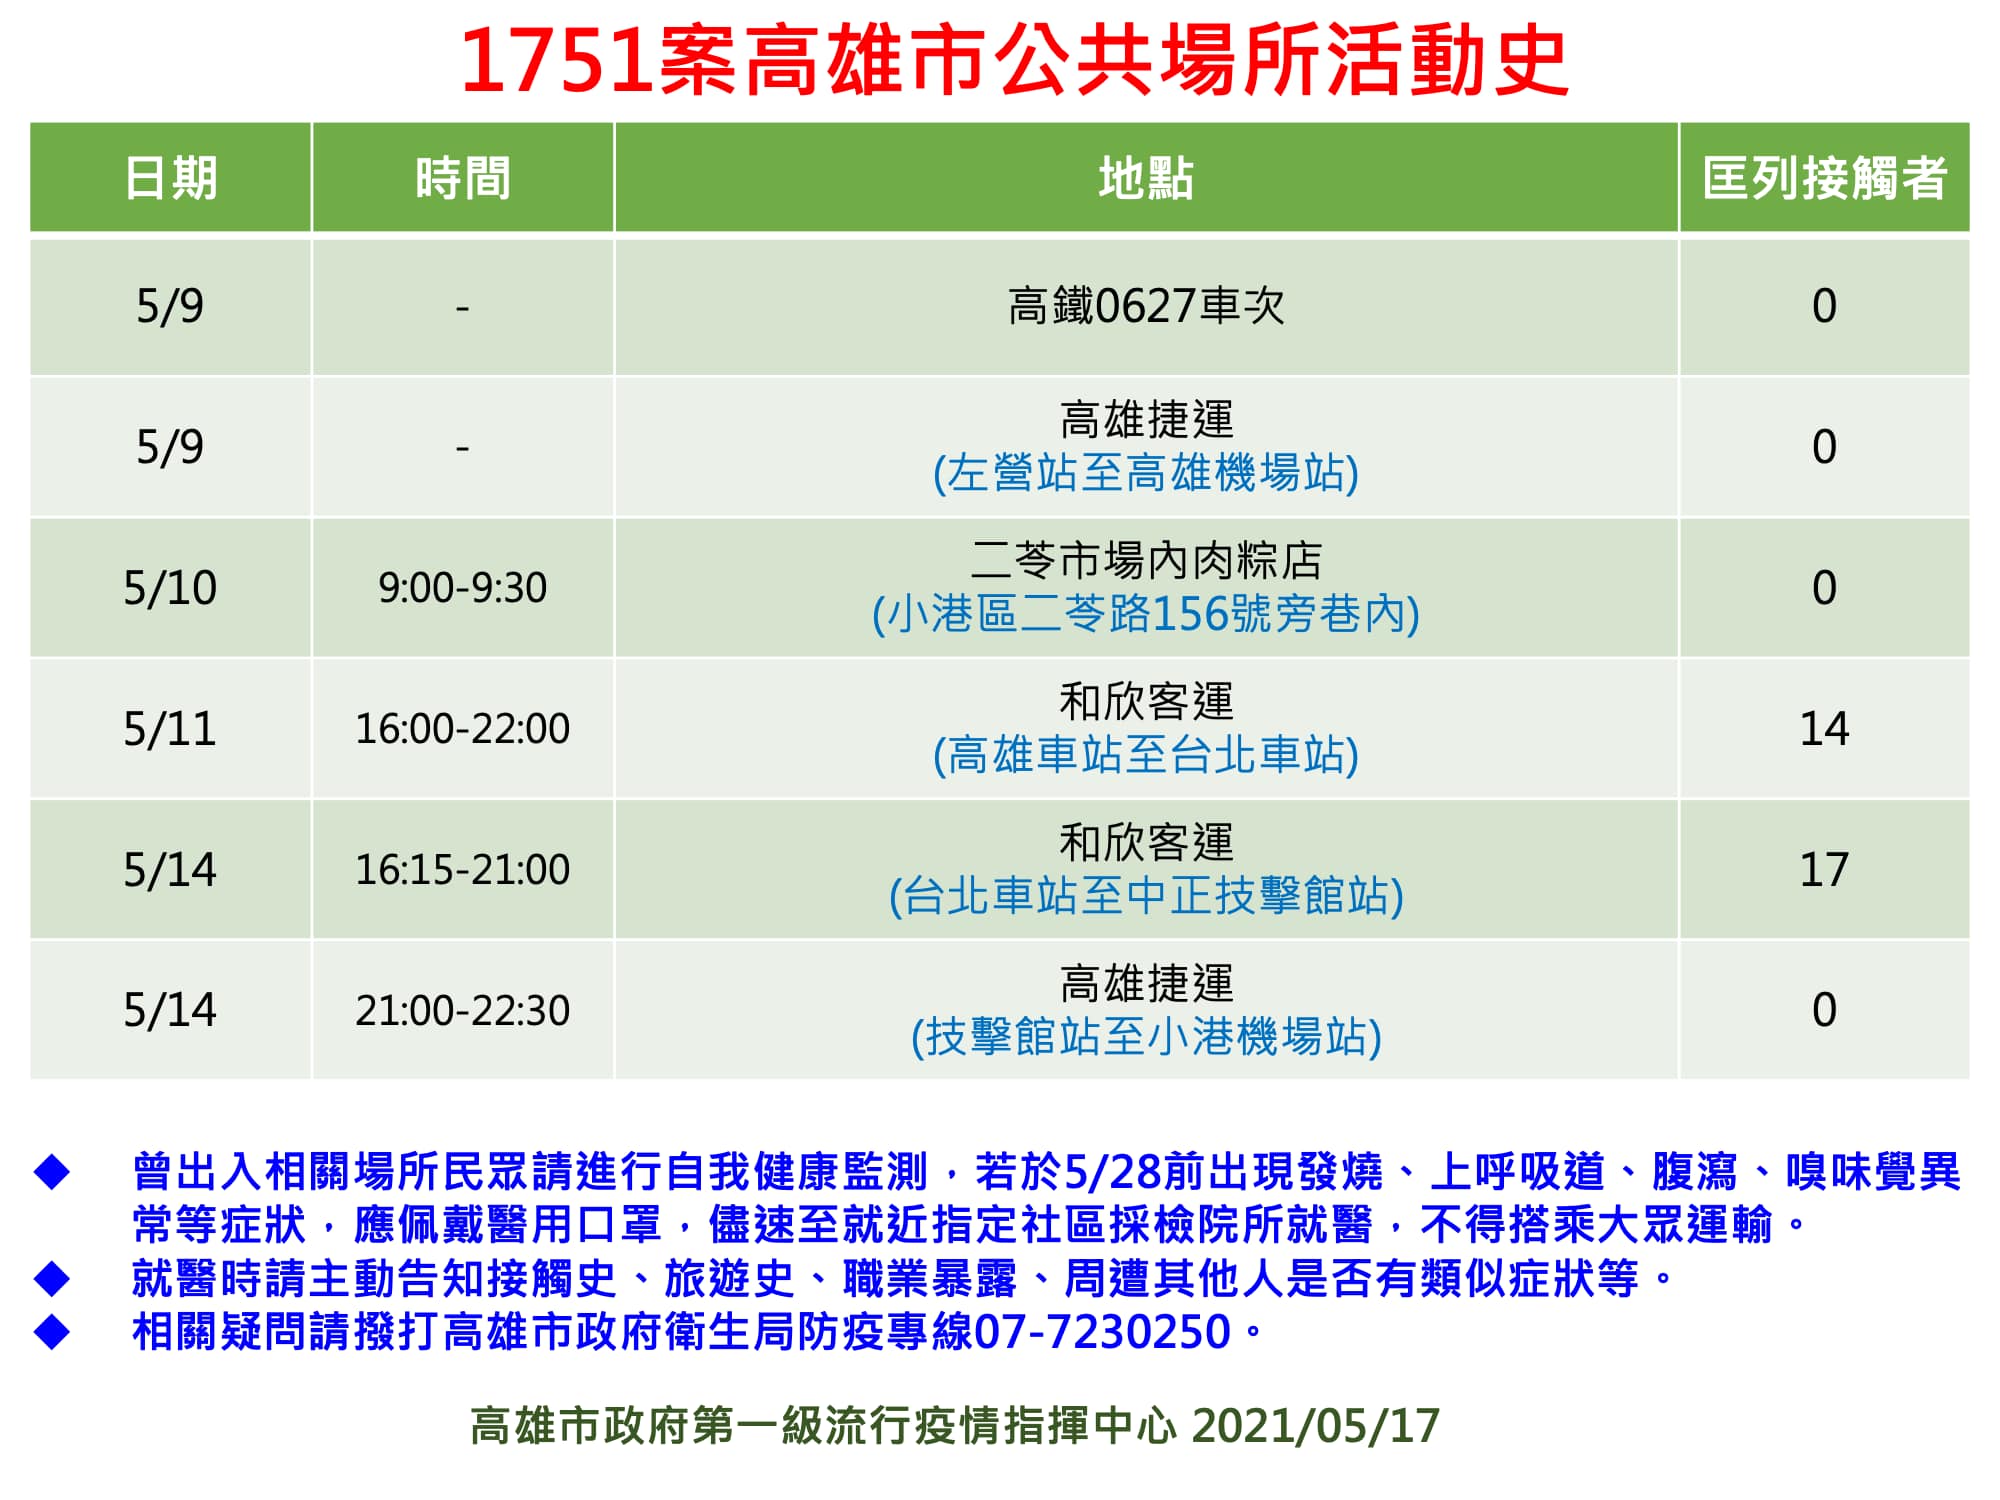 1751案高雄市公共場所活動史
日期 時間 地點 匡列接觸者
5/9 - 高鐵0627車次 0
5/9 - 高雄捷運 0
(左營站至高雄機場站)
5/10 9:00-9:30 二苓市場內肉粽店 0
(小港區二苓路156號旁巷內)
5/11 16:00-22:00 和欣客運 14
(高雄車站至台北車站)
5/14 16:15-21:00 和欣客運 17
(台北車站至中正技擊館站)
5/14 21:00-22:30 高雄捷運 0
(技擊館站至小港機場站)
◆ 曾出入相關場所民眾請進行自我健康監測，若於5/28前出現發燒、上呼吸道、腹瀉、嗅味覺異
常等症狀，應佩戴醫用口罩，儘速至就近指定社區採檢院所就醫，不得搭乘大眾運輸。
◆ 就醫時請主動告知接觸史、旅遊史、職業暴露、周遭其他人是否有類似症狀等。
◆ 相關疑問請撥打高雄市政府衛生局防疫專線07-7230250。
高雄市政府第一級流行疫情指揮中心 2021/05/17